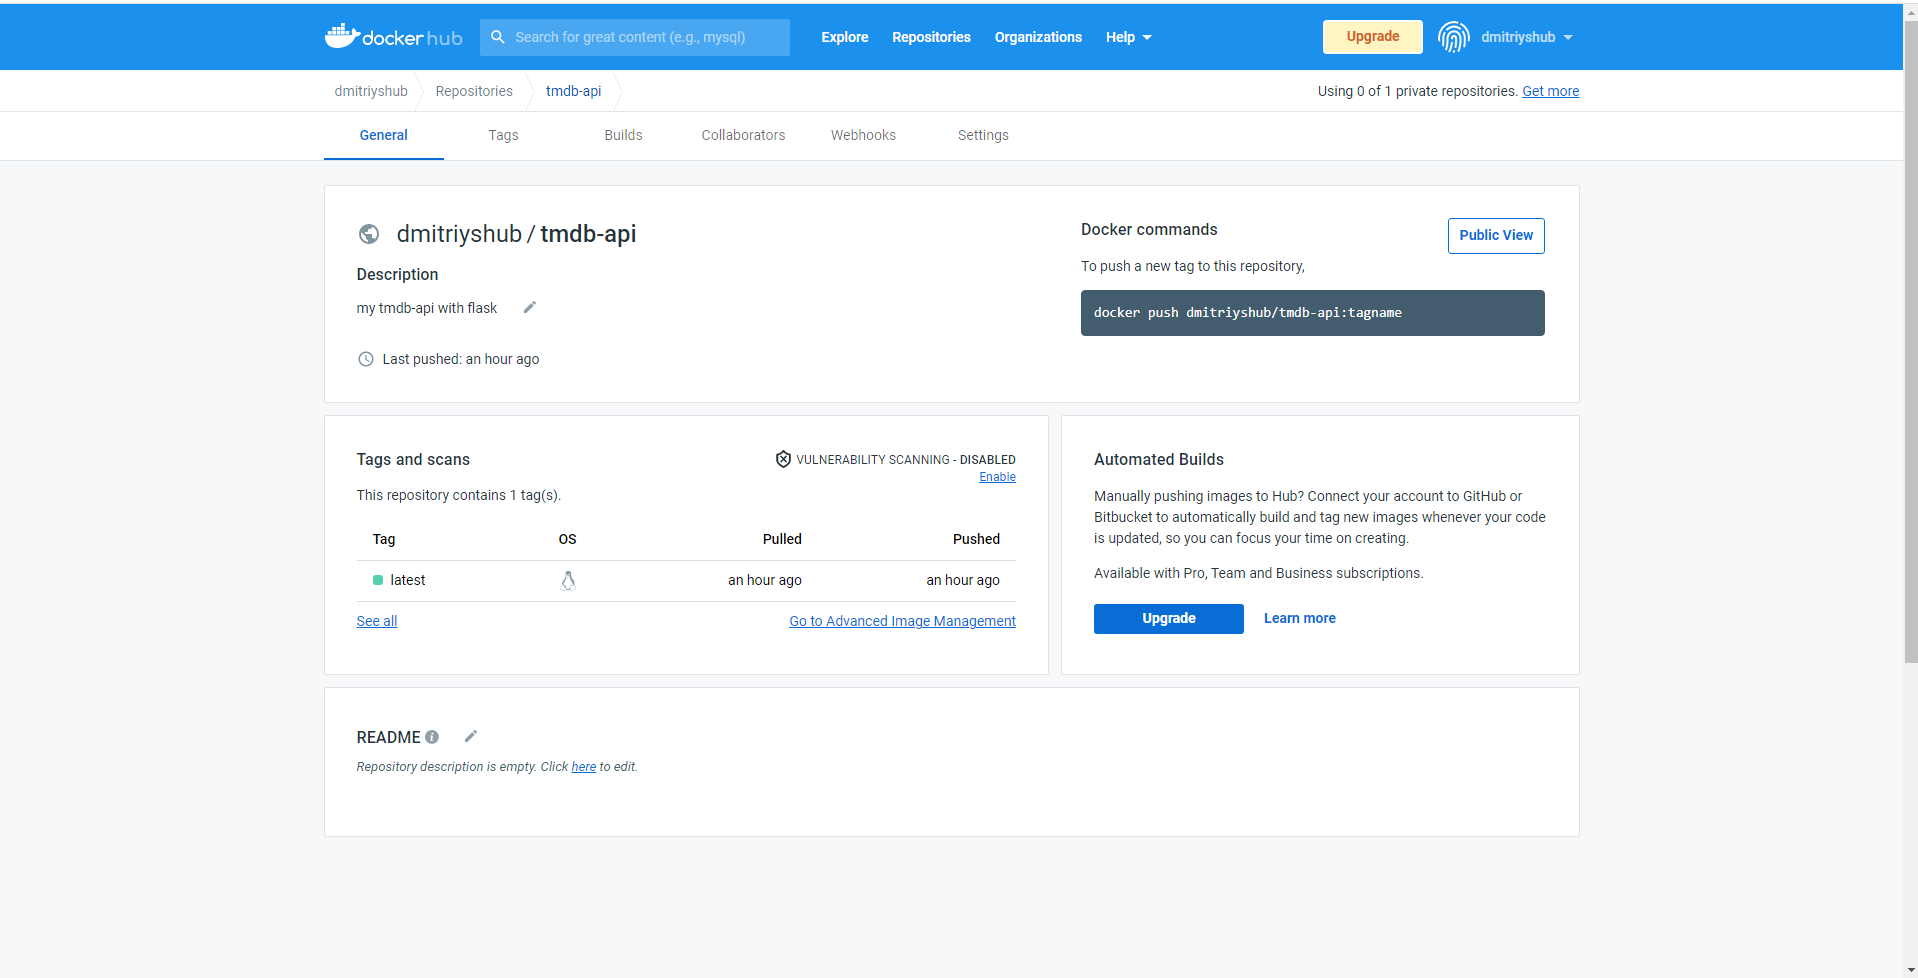 docker hub
Search for great content (e.g., mysql)
Explore
Repositories
Organizations
Help
Upgrade
dmitriyshub
dmitriyshub
Repositories
tmdb-api
Using 0 of 1 private repositories. Get more
General
Tags
Builds
Collaborators
Webhooks
Settings
dmitriyshub / tmdb-api
Description
my tmdb-api with flask
Last pushed: an hour ago
Docker commands
Public View
To push a new tag to this repository,
docker push dmitriyshub/tmdb-api:tagname
Tags and scans
VULNERABILITY SCANNING - DISABLED
Enable
This repository contains 1 tag(s).
Tag OS Pulled Pushed
latest an hour ago an hour ago
See all
Go to Advanced Image Management
Automated Builds
Manually pushing images to Hub? Connect your account to GitHub or
Bitbucket to automatically build and tag new images whenever your code
is updated, so you can focus your time on creating.
Available with Pro, Team and Business subscriptions.
Upgrade
Learn more
README
Repository description is empty. Click here to edit.